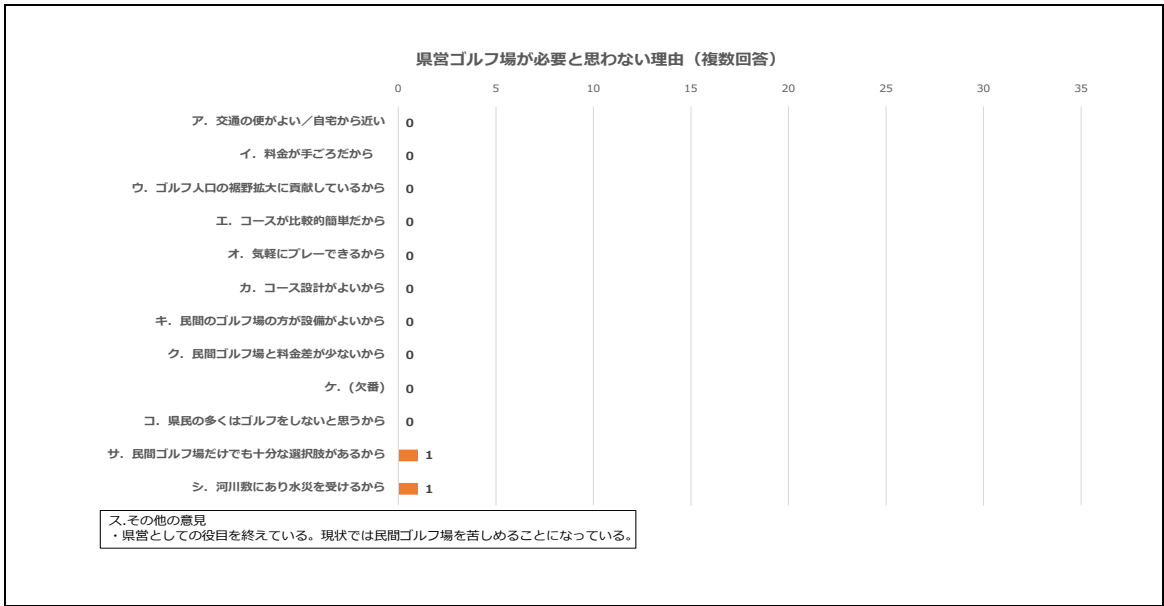 県営ゴルフ場が必要と思わない理由（複数回答）
0 5 10 15 20 25 30 35
ア．交通の便がよい／自宅から近い 0
イ．料金が手ごろだから 0
ウ．ゴルフ人口の裾野拡大に貢献しているから 0
エ．コースが比較的簡単だから 0
オ．気軽にプレーできるから 0
カ．コース設計がよいから 0
キ．民間のゴルフ場の方が設備がよいから 0
ク．民間ゴルフ場と料金差が少ないから 0
ケ．(欠番) 0
コ．県民の多くはゴルフをしないと思うから 0
サ．民間ゴルフ場だけでも十分な選択肢があるから 1
シ．河川敷にあり水災を受けるから 1
ス.その他の意見
・県営としての役目を終えている。現状では民間ゴルフ場を苦しめることになっている。